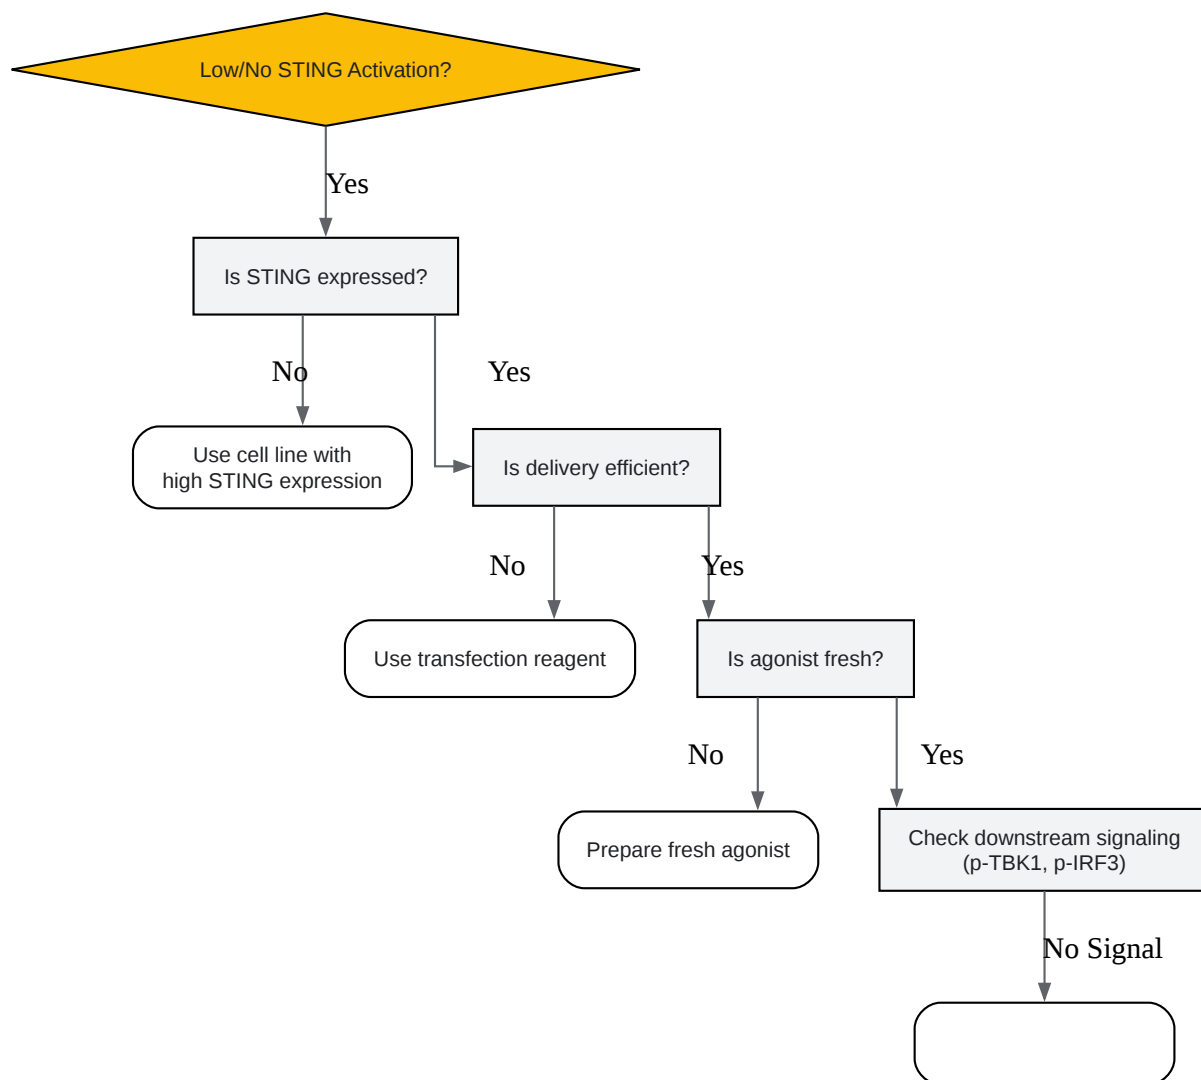 Low/No STING Activation?
Yes
Is STING expressed?
No
Yes
Use cell line with
high STING expression
Is delivery efficient?
No
Yes
Use transfection reagent
Is agonist fresh?
No
Yes
Prepare fresh agonist
Check downstream signaling
(p-TBK1, p-IRF3)
No Signal